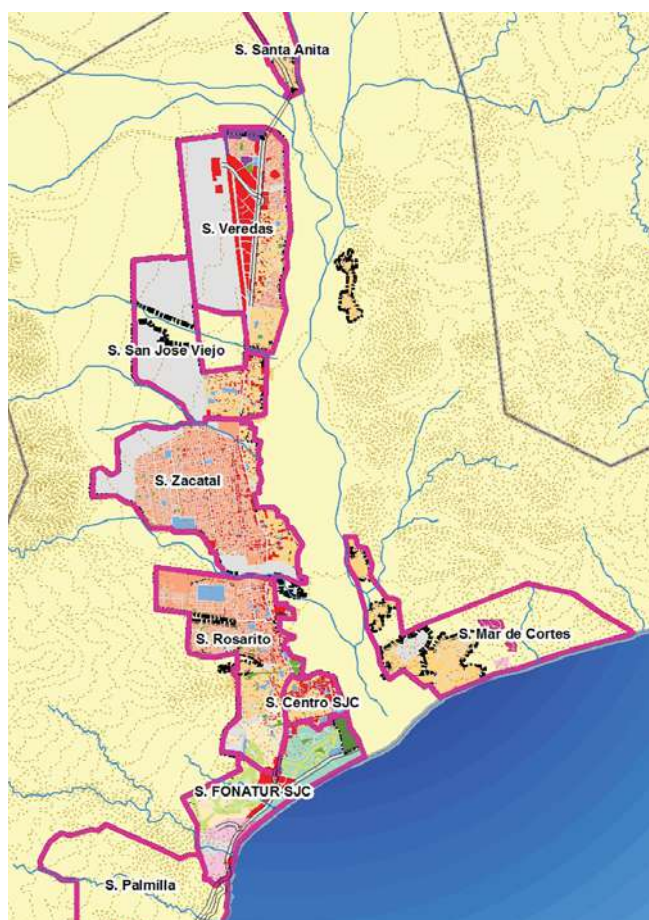 S. Santa Anita
S. Veredas
S. San Jose Viejo
S. Zacatal
S. Rosarito
S. Mar de Cortes
S. Centro SJC
S. FONATUR SJC
S. Palmilla